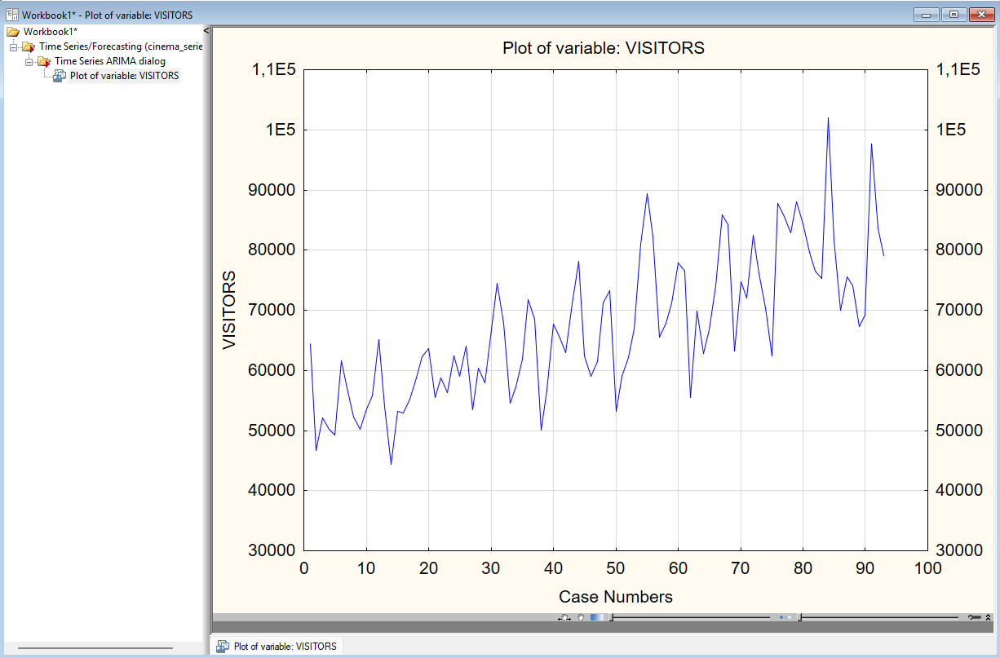 Workbook1* - Plot of variable: VISITORS
Workbook1*
Time Series/Forecasting (cinema_serie
Time Series ARIMA dialog
Plot of variable: VISITORS
<
Plot of variable: VISITORS
1,1E5 1,1E5
1E5 1E5
90000 90000
80000 80000
70000 70000
60000 60000
50000 50000
40000 40000
30000 30000
VISITORS
0 10 20 30 40 50 60 70 80 90 100
Case Numbers
Plot of variable: VISITORS